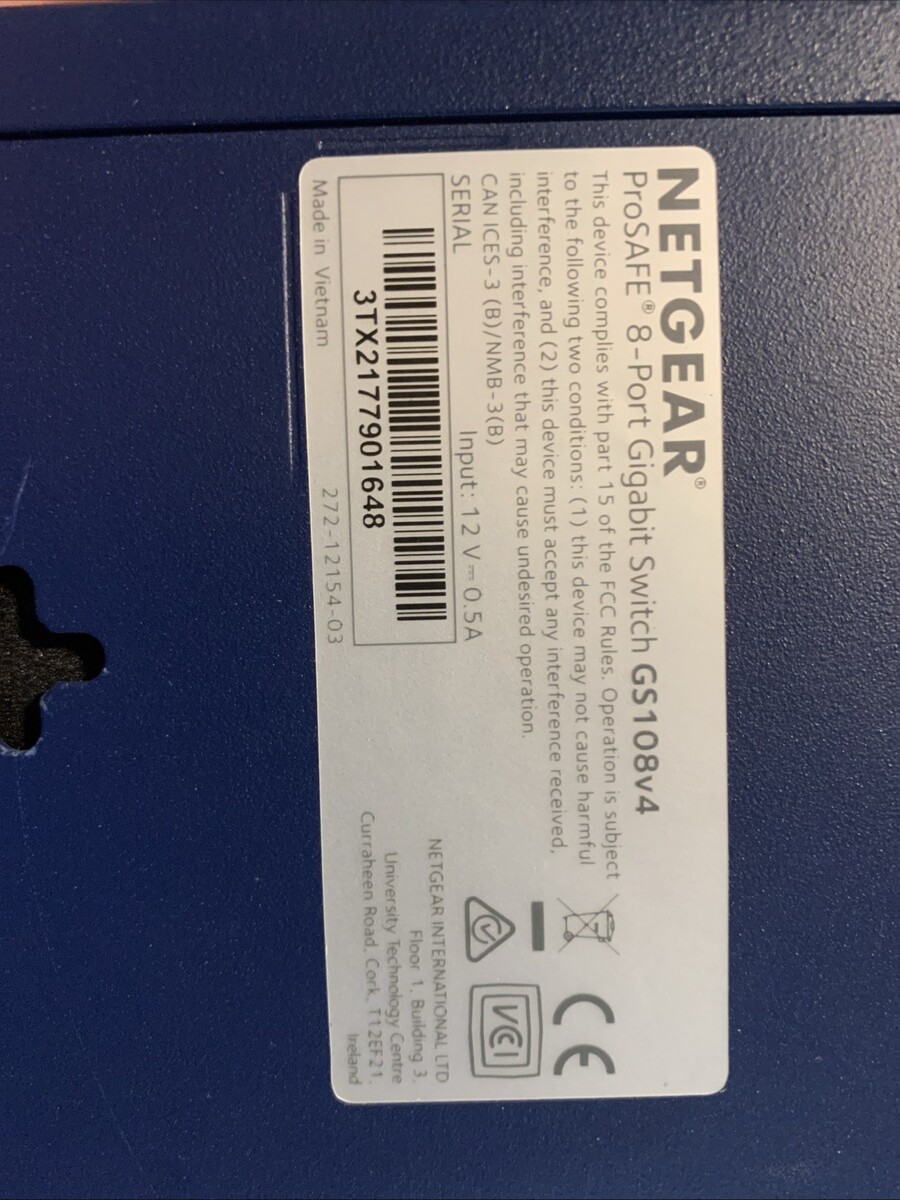 NETGEAR®
ProSAFE® 8-Port Gigabit Switch GS108v4
This device complies with part 15 of the FCC Rules. Operation is subject
to the following two conditions: (1) this device may not cause harmful
interference, and (2) this device must accept any interference received,
including interference that may cause undesired operation.
CAN ICES-3 (B)/NMB-3(B)
SERIAL
Input: 12 V⎓ 0.5A
3TX2177901648
Made in Vietnam
272-12154-03
CE
VCI
NETGEAR INTERNATIONAL LTD
Floor 1, Building 3,
University Technology Centre
Curraheen Road, Cork, T12EF21,
Ireland